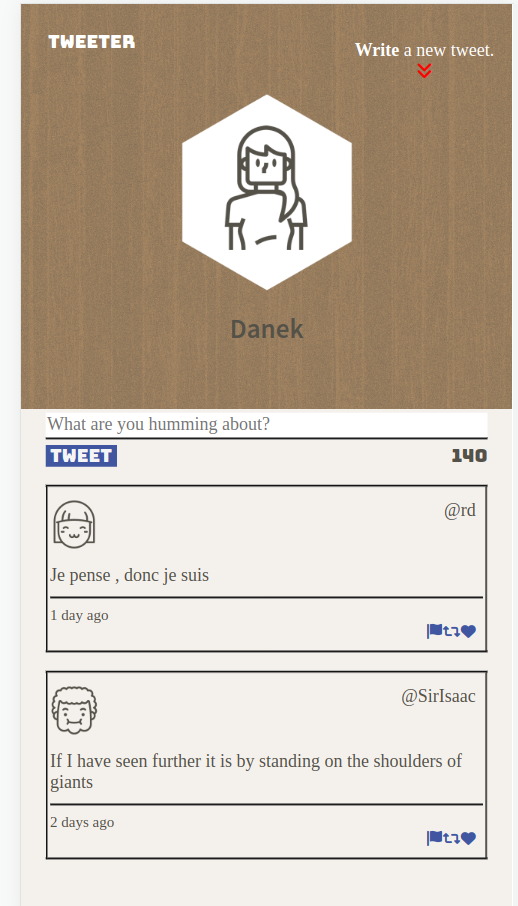 TWEETER
Write a new tweet.
Danek
What are you humming about?
TWEET
140
@rd
Je pense , donc je suis
1 day ago
@SirIsaac
If I have seen further it is by standing on the shoulders of
giants
2 days ago